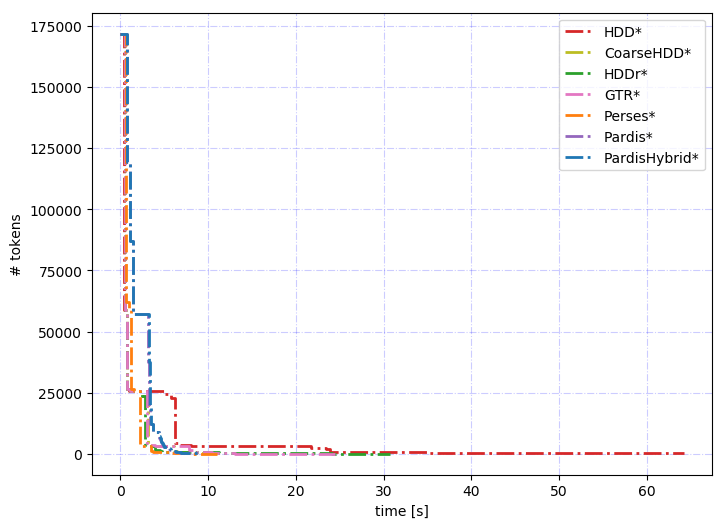 175000
150000
125000
100000
75000
50000
25000
0
# tokens
HDD*
CoarseHDD*
HDDr*
GTR*
Perses*
Pardis*
PardisHybrid*
0 10 20 30 40 50 60
time [s]